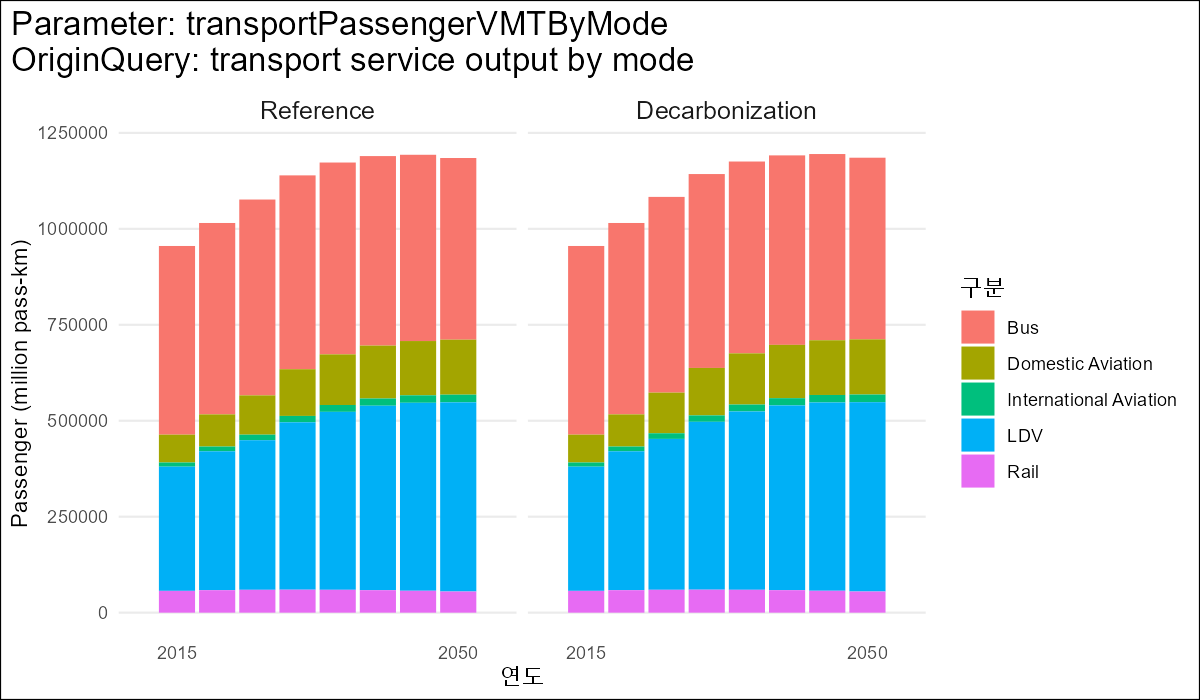 Parameter: transportPassengerVMTByMode
OriginQuery: transport service output by mode
Reference
Decarbonization
Passenger (million pass-km)
1250000
1000000
750000
500000
250000
0
2015
2050
2015
2050
연도
구분
Bus
Domestic Aviation
International Aviation
LDV
Rail